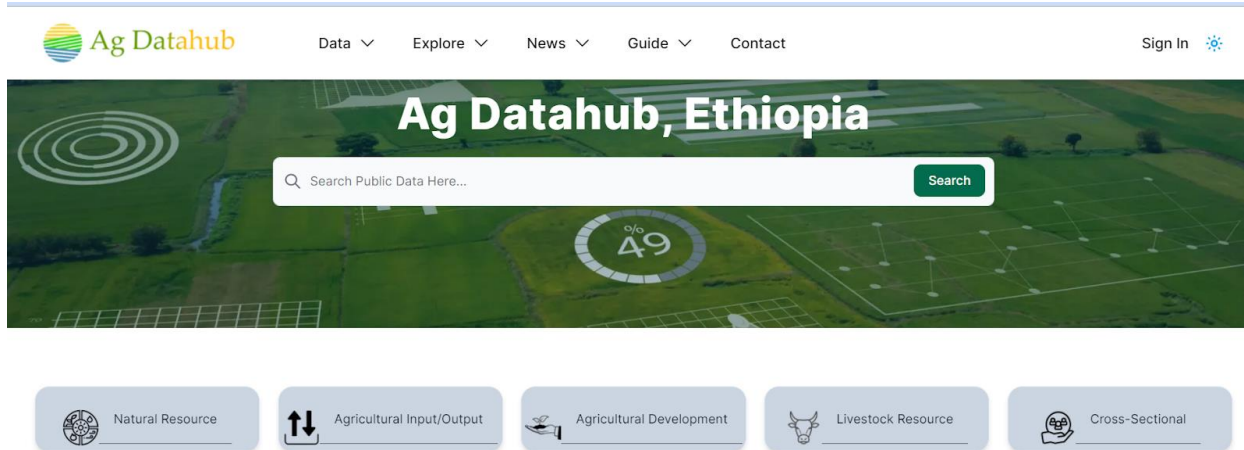 Ag Datahub
Data Explore News Guide Contact
Sign In
Ag Datahub, Ethiopia
Search Public Data Here...
Search
%
49
Natural Resource
Agricultural Input/Output
Agricultural Development
Livestock Resource
Cross-Sectional